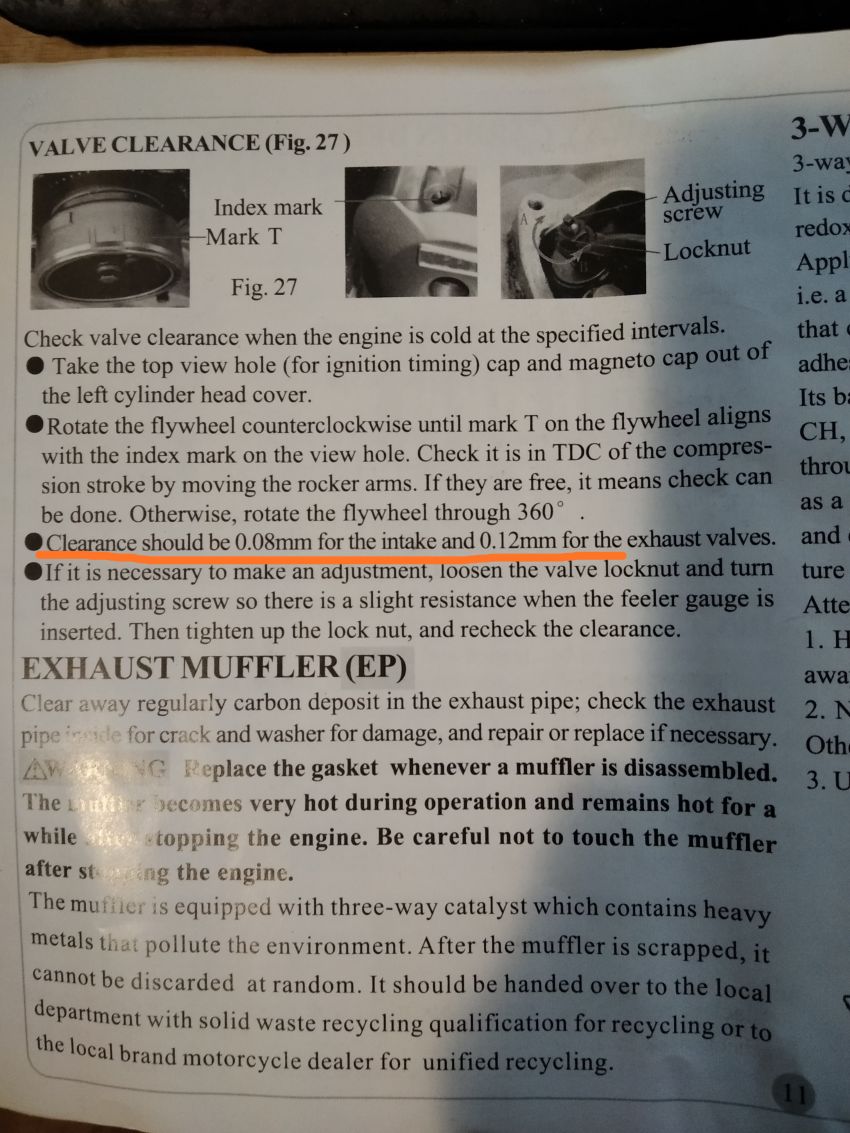 VALVE CLEARANCE (Fig. 27)
Index mark
Mark T
Fig. 27
A
Adjusting
screw
Locknut
Check valve clearance when the engine is cold at the specified intervals.
● Take the top view hole (for ignition timing) cap and magneto cap out of
the left cylinder head cover.
● Rotate the flywheel counterclockwise until mark T on the flywheel aligns
with the index mark on the view hole. Check it is in TDC of the compres-
sion stroke by moving the rocker arms. If they are free, it means check can
be done. Otherwise, rotate the flywheel through 360° .
● Clearance should be 0.08mm for the intake and 0.12mm for the exhaust valves.
● If it is necessary to make an adjustment, loosen the valve locknut and turn
the adjusting screw so there is a slight resistance when the feeler gauge is
inserted. Then tighten up the lock nut, and recheck the clearance.
EXHAUST MUFFLER (EP)
Clear away regularly carbon deposit in the exhaust pipe; check the exhaust
pipe inside for crack and washer for damage, and repair or replace if necessary.
⚠WARNING Replace the gasket whenever a muffler is disassembled.
The muffler becomes very hot during operation and remains hot for a
while after stopping the engine. Be careful not to touch the muffler
after stopping the engine.
The muffler is equipped with three-way catalyst which contains heavy
metals that pollute the environment. After the muffler is scrapped, it
cannot be discarded at random. It should be handed over to the local
department with solid waste recycling qualification for recycling or to
the local brand motorcycle dealer for unified recycling.
11
3-W
3-way
It is
redox
Appl
i.e. a
that
adhe
Its
CH,
throu
as a
and
ture
Atte
1. H
awa
2. N
Oth
3. U